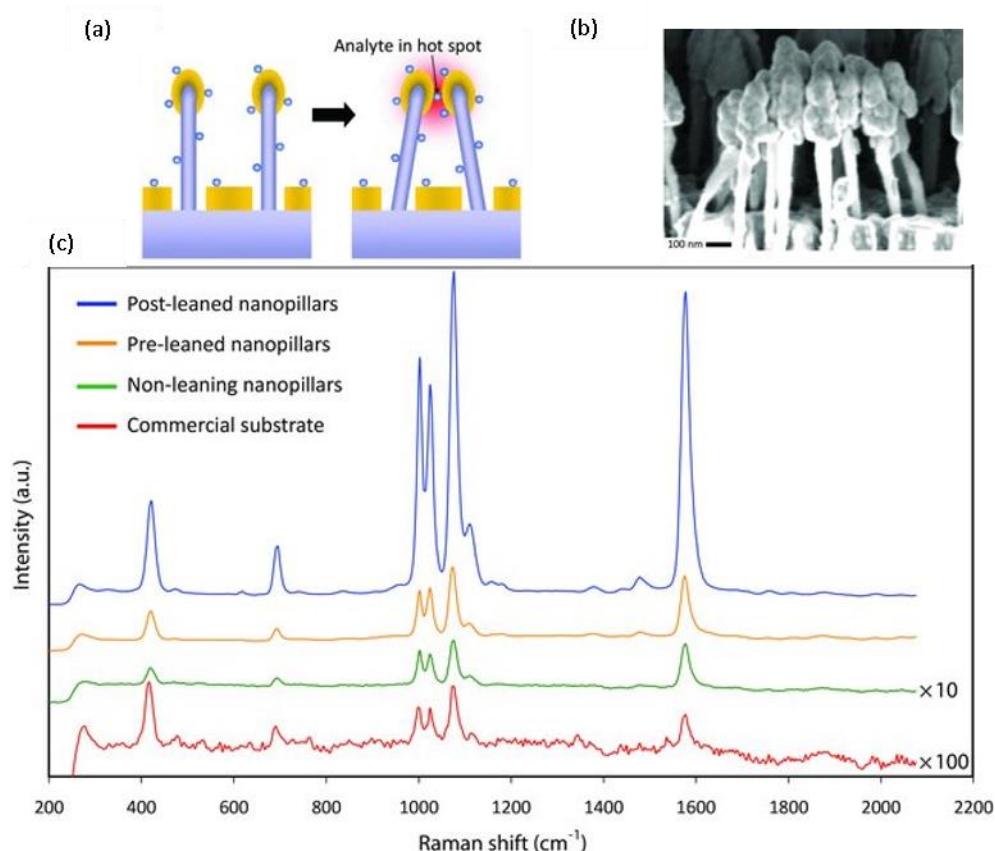 (a)
Analyte in hot spot
(b)
100 nm
(c)
Post-leaned nanopillars
Pre-leaned nanopillars
Non-leaning nanopillars
Commercial substrate
×10
×100
Intensity (a.u.)
200 400 600 800 1000 1200 1400 1600 1800 2000 2200
Raman shift (cm⁻¹)